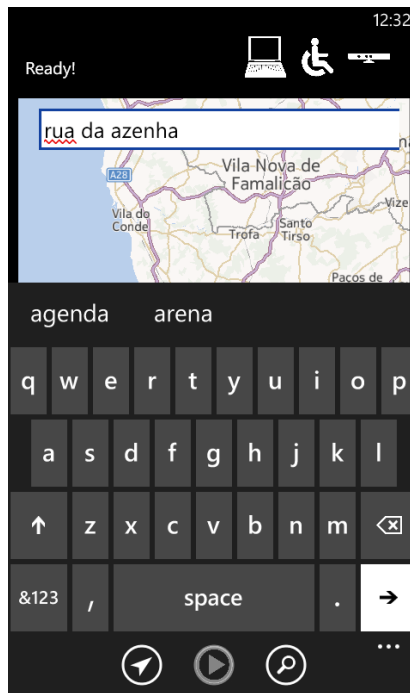 12:32
Ready!
rua da azenha
A28
Vila Nova de
Famalicão
Vila do
Conde
Trofa
Santo
Tirso
Vize
Paços de
agenda arena
q w e r t y u i o p
a s d f g h j k l
z x c v b n m
&123 , space .
...